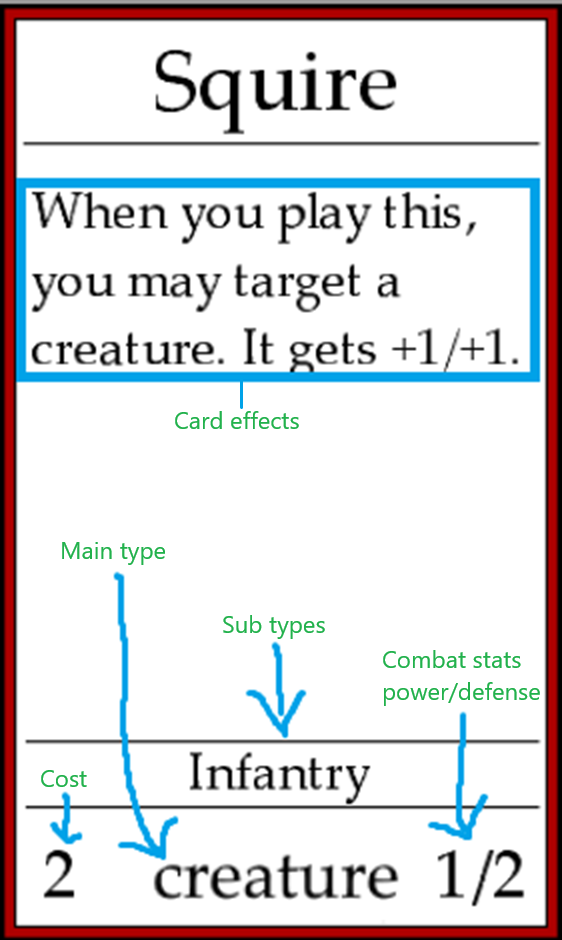 Squire
When you play this,
you may target a
creature. It gets +1/+1.
Card effects
Main type
Sub types
Combat stats
power/defense
Infantry
Cost
2 creature 1/2